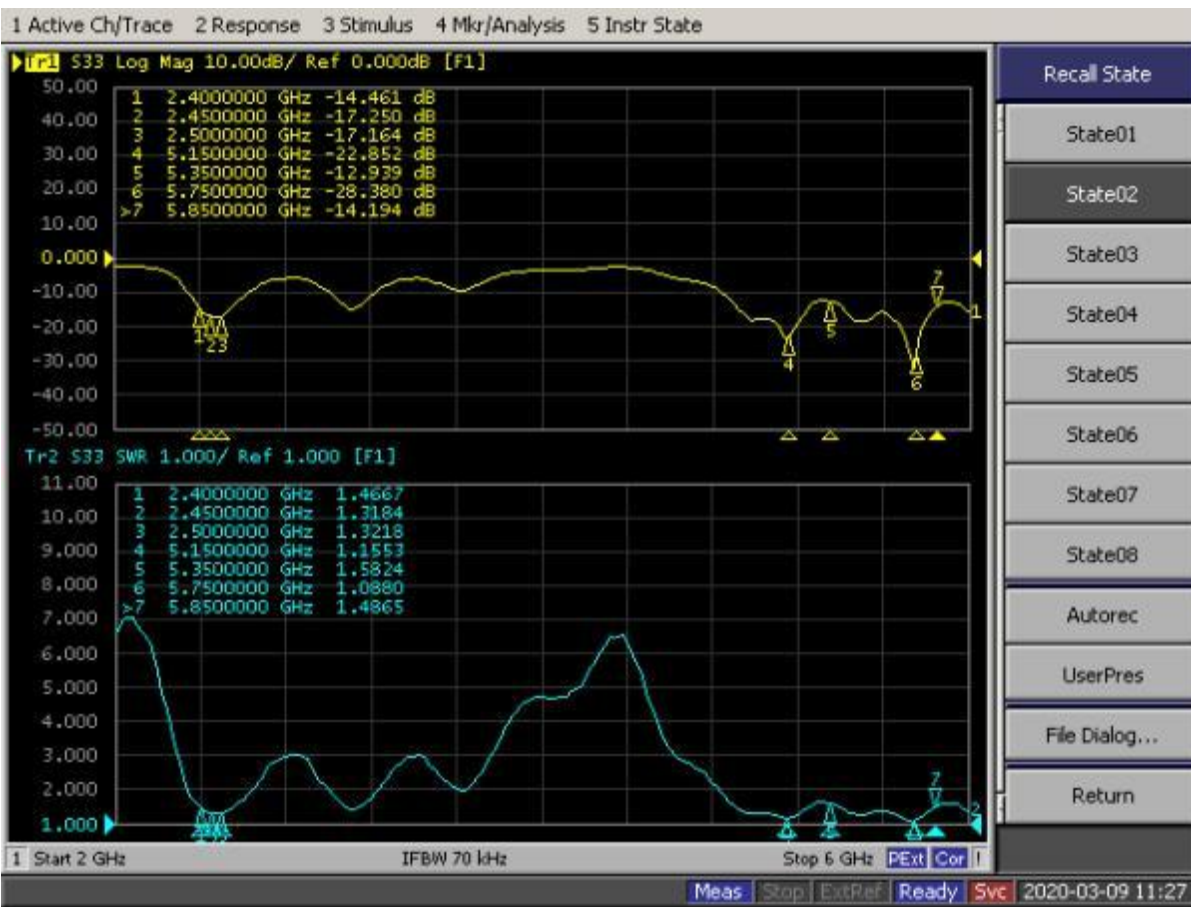 1 Active Ch/Trace 2 Response 3 Stimulus 4 Mkr/Analysis 5 Instr State
Tr1 S33 Log Mag 10.00dB/ Ref 0.000dB [F1]
50.00
40.00
30.00
20.00
10.00
0.000
-10.00
-20.00
-30.00
-40.00
-50.00
1 2.4000000 GHz -14.461 dB
2 2.4500000 GHz -17.250 dB
3 2.5000000 GHz -17.164 dB
4 5.1500000 GHz -22.852 dB
5 5.3500000 GHz -12.939 dB
6 5.7500000 GHz -28.380 dB
>7 5.8500000 GHz -14.194 dB
1
2
3
4
5
6
7
1
Tr2 S33 SWR 1.000/ Ref 1.000 [F1]
11.00
10.00
9.000
8.000
7.000
6.000
5.000
4.000
3.000
2.000
1.000
1 2.4000000 GHz 1.4667
2 2.4500000 GHz 1.3184
3 2.5000000 GHz 1.3218
4 5.1500000 GHz 1.1553
5 5.3500000 GHz 1.5824
6 5.7500000 GHz 1.0880
>7 5.8500000 GHz 1.4865
7
2
1 Start 2 GHz IFBW 70 kHz Stop 6 GHz PExt Cor !
Recall State
State01
State02
State03
State04
State05
State06
State07
State08
Autorec
UserPres
File Dialog...
Return
Meas Stop ExtRef Ready Svc 2020-03-09 11:27